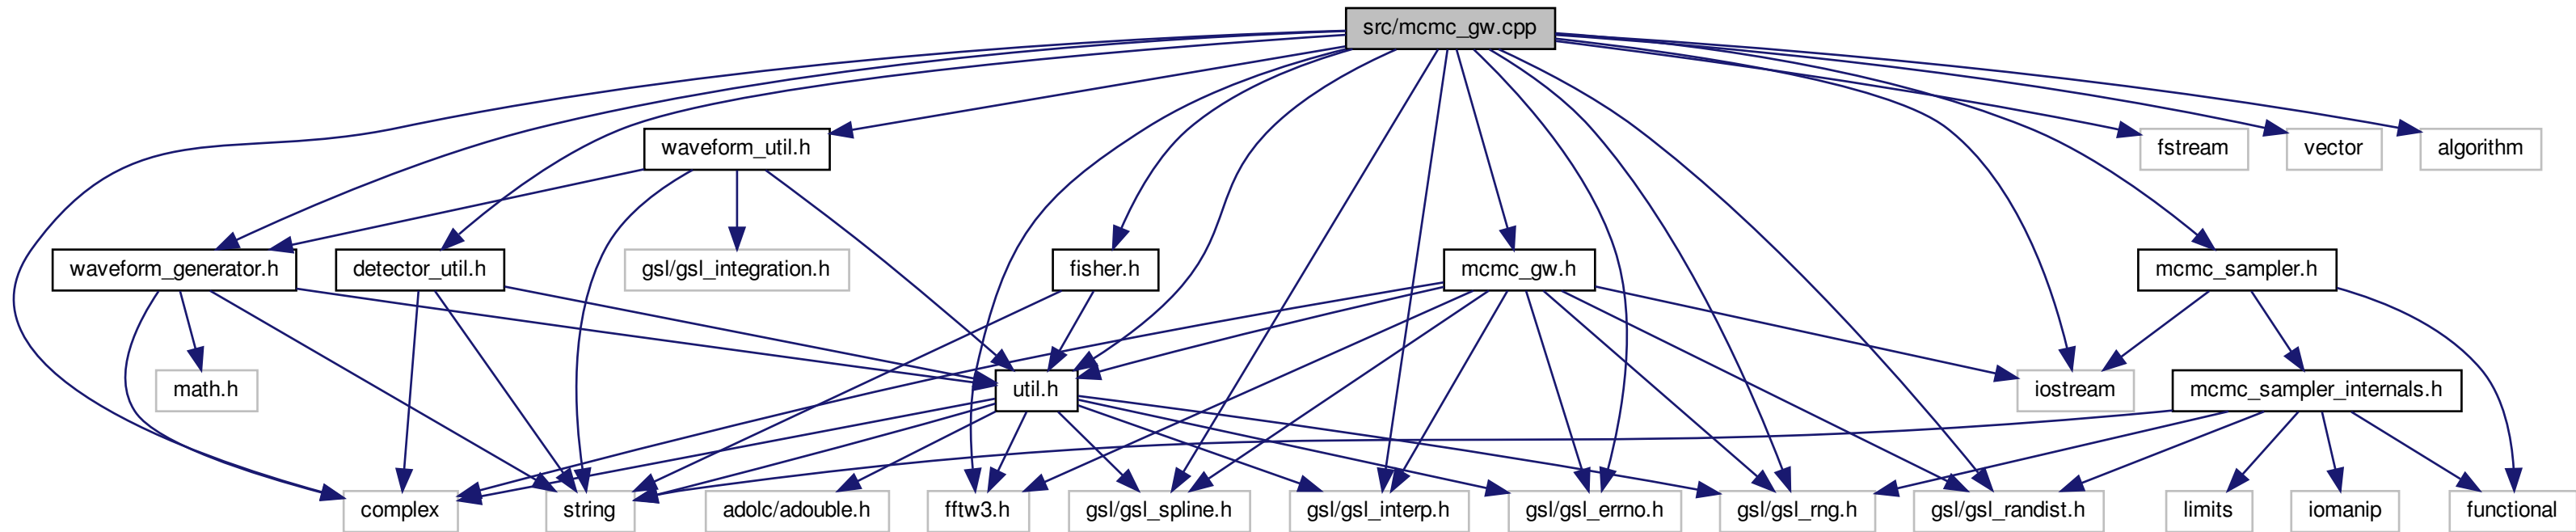 src/mcmc_gw.cpp
waveform_util.h
fstream
vector
algorithm
waveform_generator.h
detector_util.h
gsl/gsl_integration.h
fisher.h
mcmc_gw.h
mcmc_sampler.h
math.h
util.h
iostream
mcmc_sampler_internals.h
complex
string
adolc/adouble.h
fftw3.h
gsl/gsl_spline.h
gsl/gsl_interp.h
gsl/gsl_errno.h
gsl/gsl_rng.h
gsl/gsl_randist.h
limits
iomanip
functional